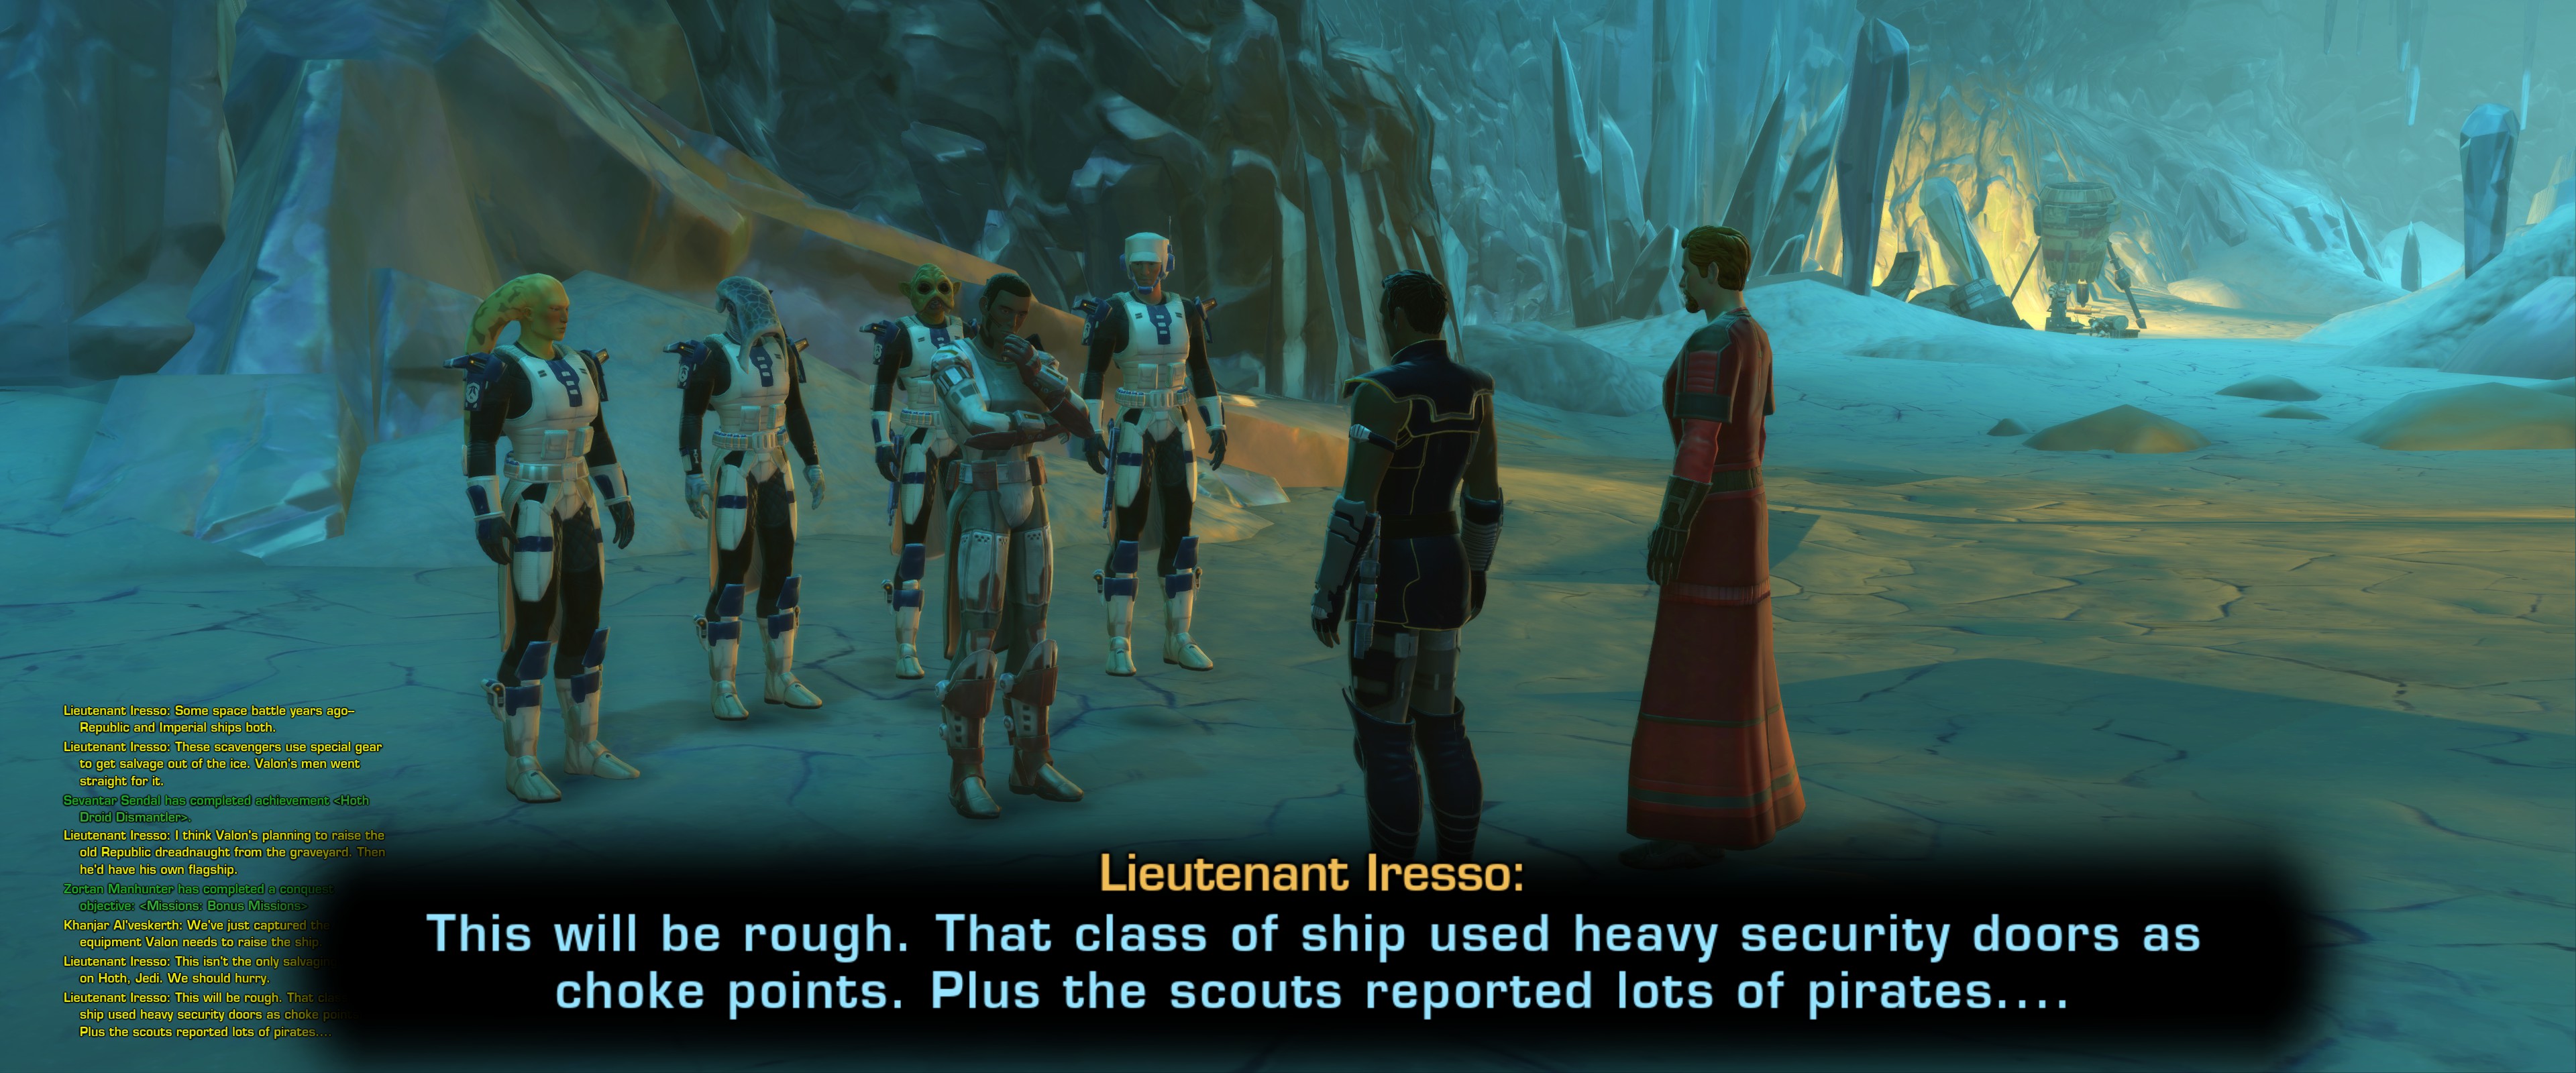 Lieutenant Iresso: Some space battle years ago–
Republic and Imperial ships both.
Lieutenant Iresso: These scavengers use special gear
to get salvage out of the ice. Valon's men went
straight for it.
Sevantar Sendal has completed achievement <Hoth
Droid Dismantler>.
Lieutenant Iresso: I think Valon's planning to raise the
old Republic dreadnaught from the graveyard. Then
he'd have his own flagship.
Zortan Manhunter has completed a conquest
objective: <Missions: Bonus Missions>
Khanjar Al'veskerth: We've just captured the
equipment Valon needs to raise the ship.
Lieutenant Iresso: This isn't the only salvaging
on Hoth, Jedi. We should hurry.
Lieutenant Iresso: This will be rough. That class
ship used heavy security doors as choke points.
Plus the scouts reported lots of pirates....
Lieutenant Iresso:
This will be rough. That class of ship used heavy security doors as
choke points. Plus the scouts reported lots of pirates....